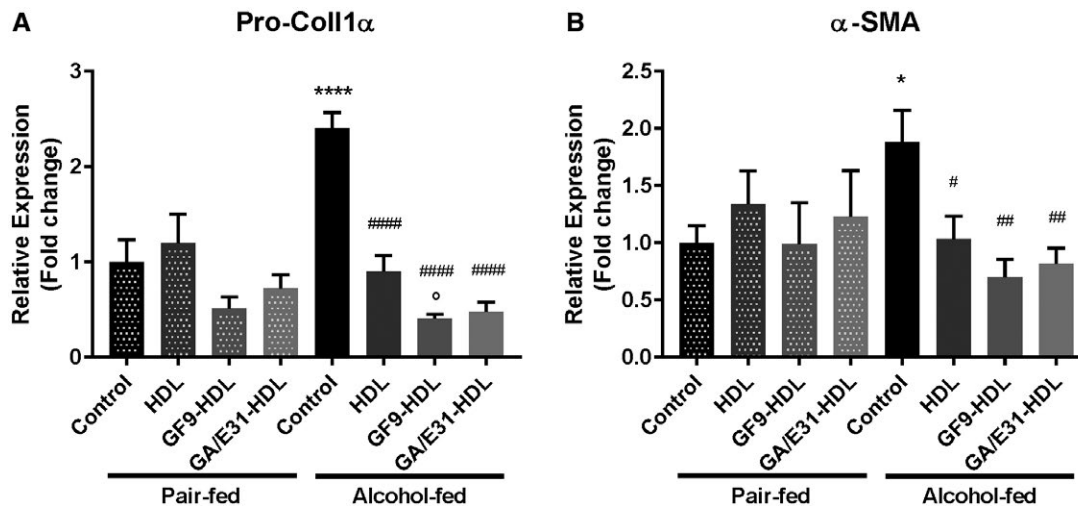 A
Pro-Coll1α
Relative Expression
(Fold change)
3
2
1
0
****
####
####
°
####
Control
HDL
GF9-HDL
GA/E31-HDL
Control
HDL
GF9-HDL
GA/E31-HDL
Pair-fed
Alcohol-fed
B
α-SMA
Relative Expression
(Fold change)
2.5
2.0
1.5
1.0
0.5
0.0
*
#
##
##
Control
HDL
GF9-HDL
GA/E31-HDL
Control
HDL
GF9-HDL
GA/E31-HDL
Pair-fed
Alcohol-fed